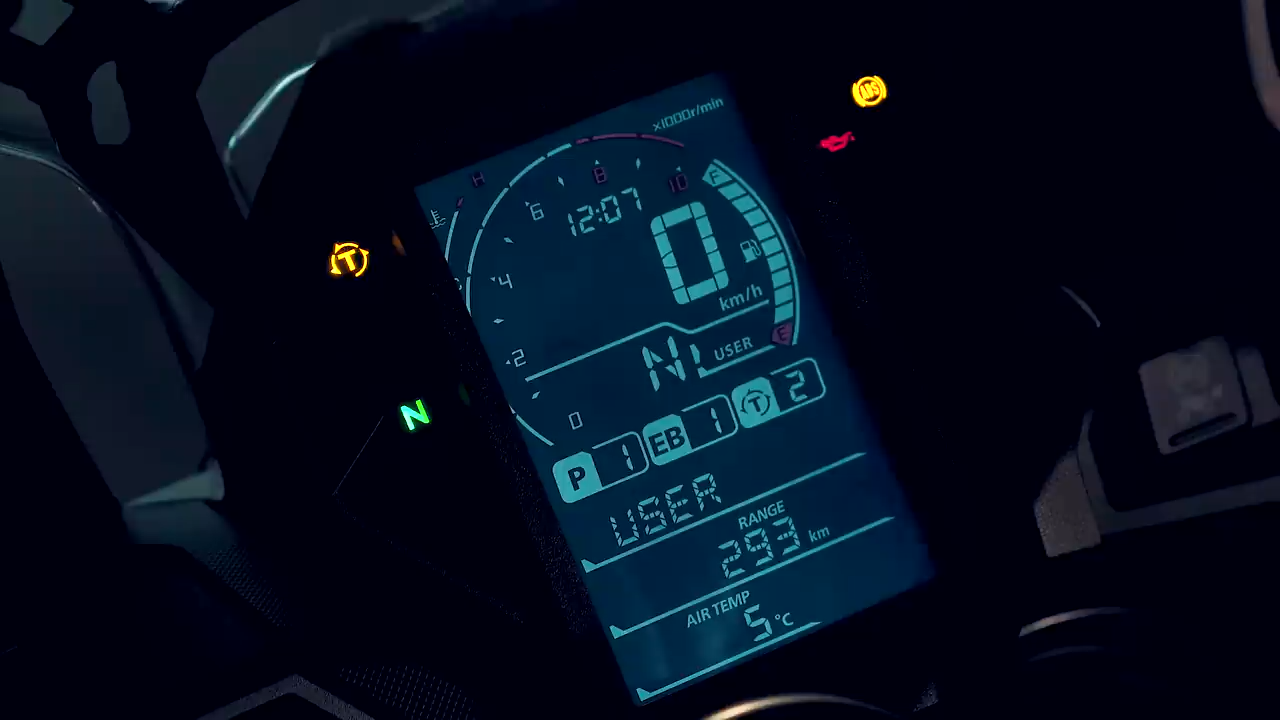 x1000r/min
ABS
H
8
10
F
6
12:07
0
T
4
km/h
E
2
N
USER
N
0
P 1 EB 1 T 2
USER
RANGE
293 km
AIR TEMP
5 °C